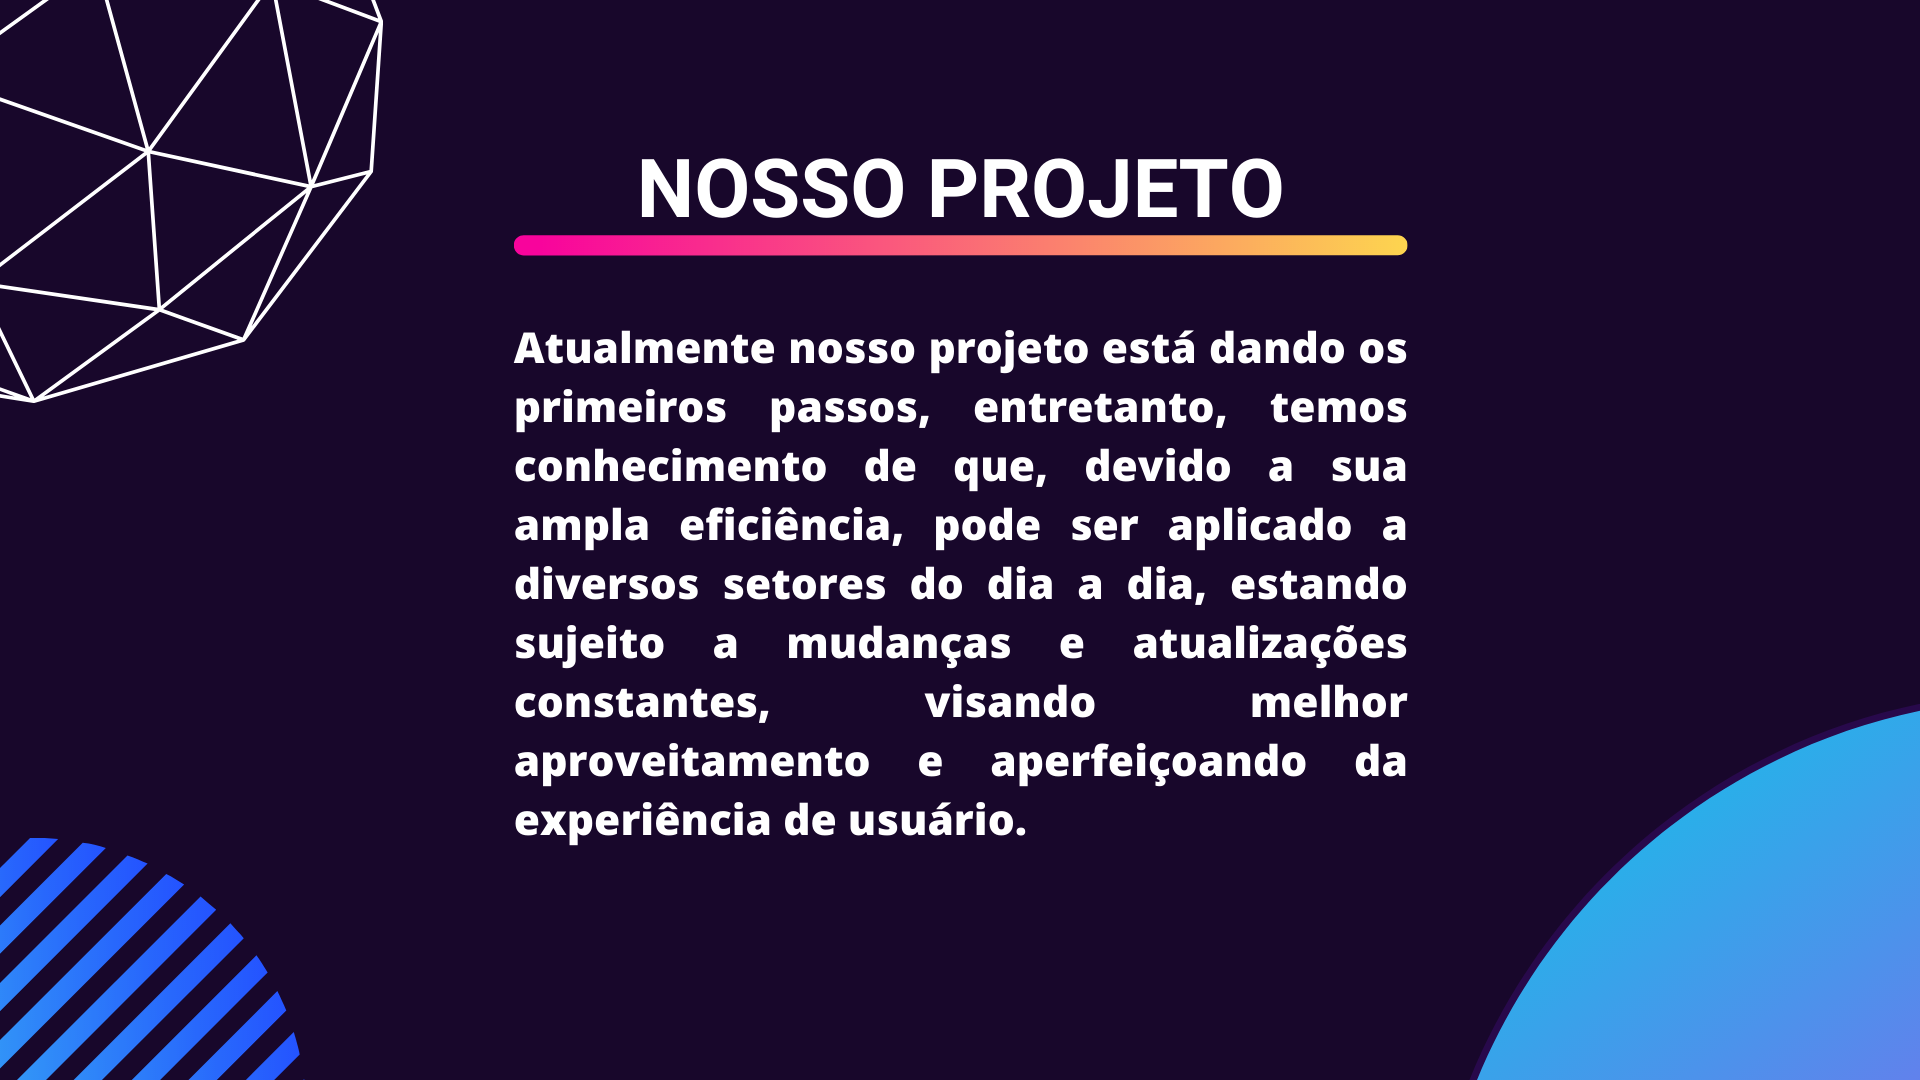 NOSSO PROJETO
Atualmente nosso projeto está dando os
primeiros passos, entretanto, temos
conhecimento de que, devido a sua
ampla eficiência, pode ser aplicado a
diversos setores do dia a dia, estando
sujeito a mudanças e atualizações
constantes, visando melhor
aproveitamento e aperfeiçoando da
experiência de usuário.